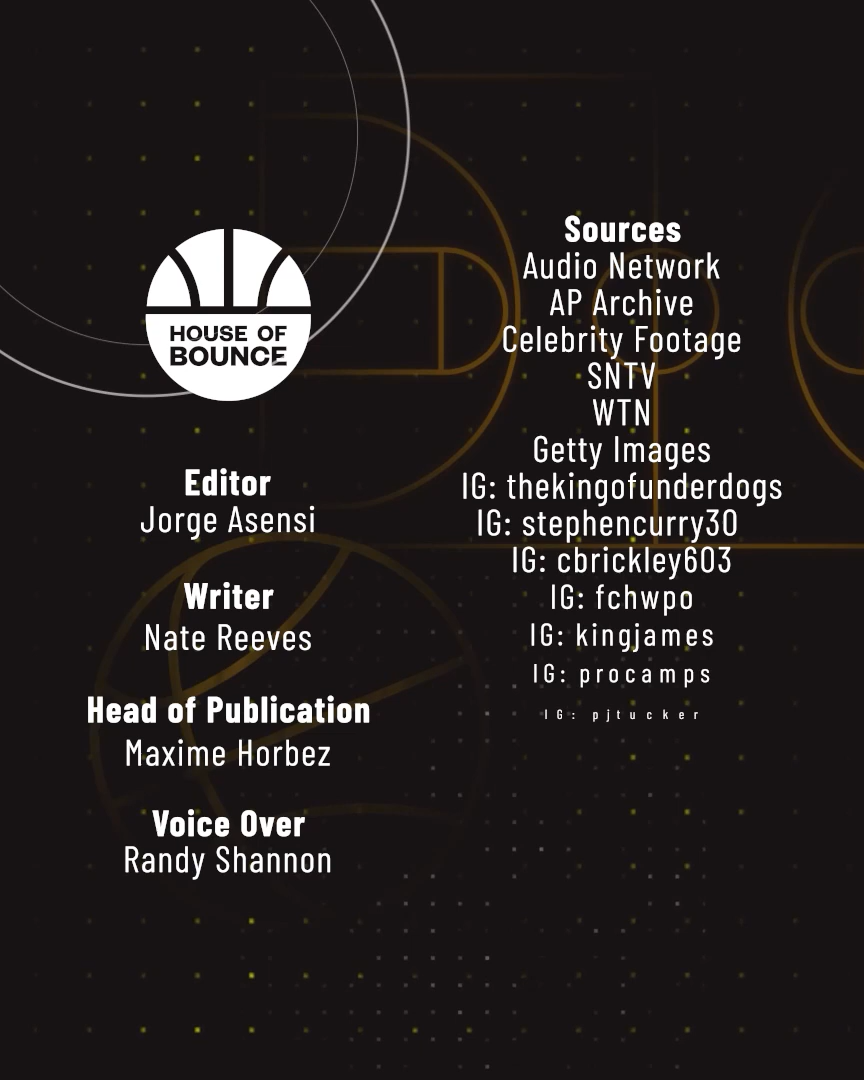 HOUSE OF
BOUNCE
Editor
Jorge Asensi
Writer
Nate Reeves
Head of Publication
Maxime Horbez
Voice Over
Randy Shannon
Sources
Audio Network
AP Archive
Celebrity Footage
SNTV
WTN
Getty Images
IG: thekingofunderdogs
IG: stephencurry30
IG: cbrickley603
IG: fchwpo
IG: kingjames
IG: procamps
IG: pjtucker